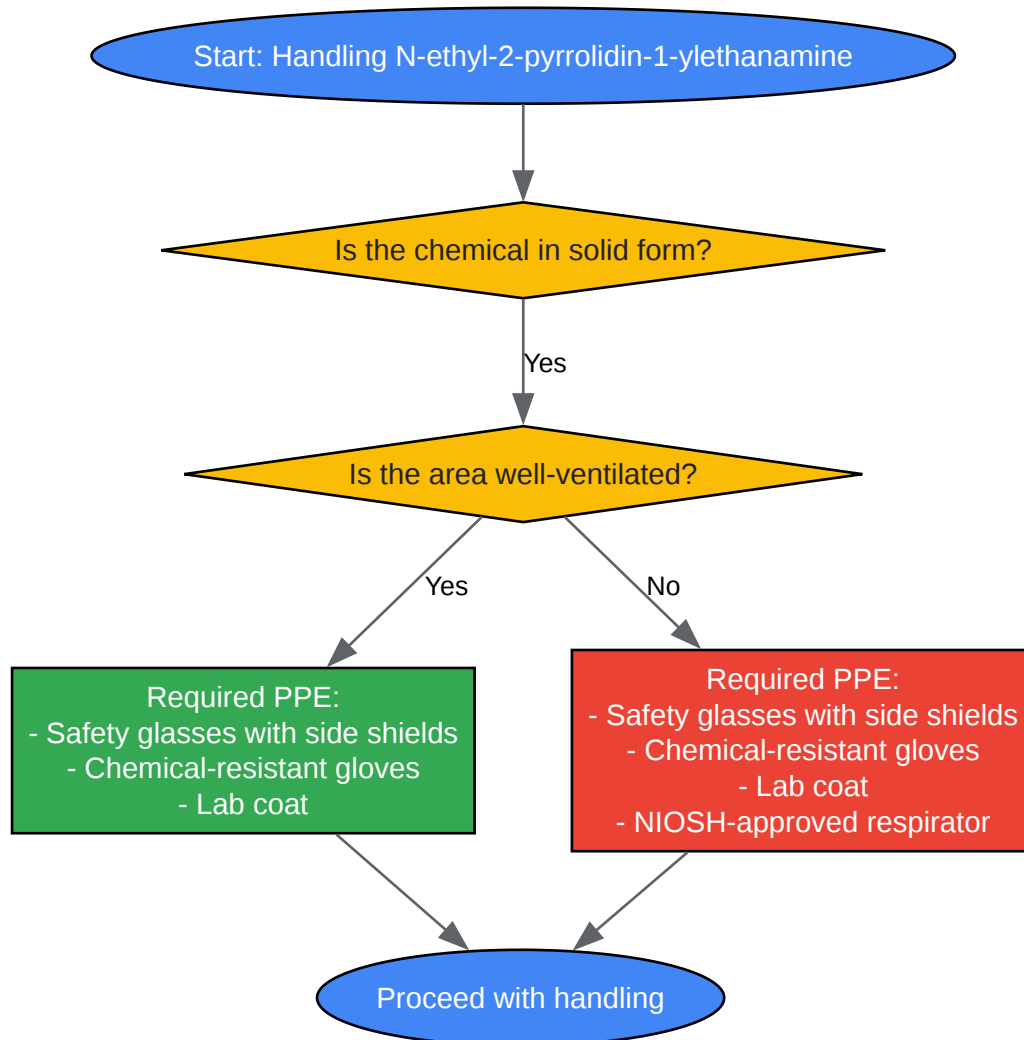 Start: Handling N-ethyl-2-pyrrolidin-1-ylethanamine
Is the chemical in solid form?
Yes
Is the area well-ventilated?
Yes
No
Required PPE:
- Safety glasses with side shields
- Chemical-resistant gloves
- Lab coat
Required PPE:
- Safety glasses with side shields
- Chemical-resistant gloves
- Lab coat
- NIOSH-approved respirator
Proceed with handling